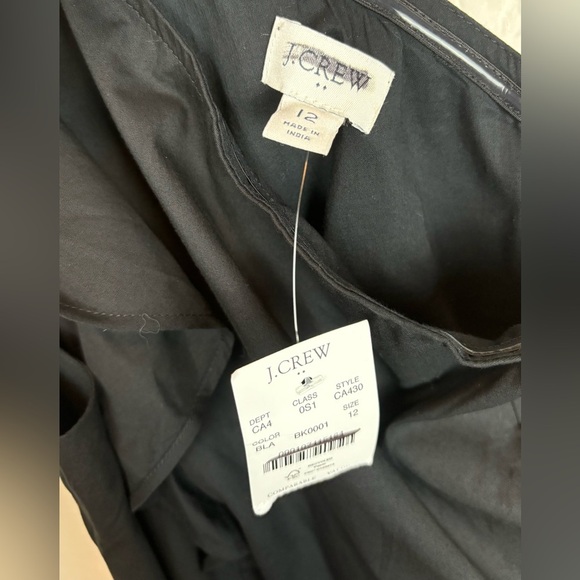 J.CREW
12
MADE IN
INDIA
J.CREW
DEPT CLASS STYLE
CA4 0S1 CA430
COLOR SIZE
BLA BK0001 12